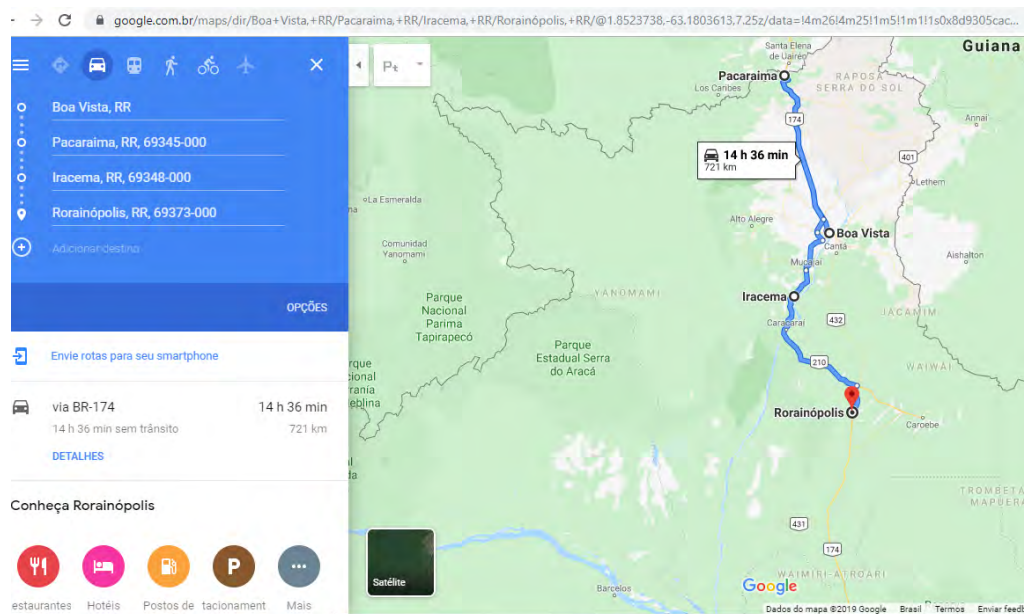 google.com.br/maps/dir/Boa+Vista,+RR/Pacaraima,+RR/Iracema,+RR/Rorainópolis,+RR/@1.8523738,-63.1803613,7.25z/data=!4m26!4m25!1m5!1m1!1s0x8d9305cac...
Boa Vista, RR
Pacaraima, RR, 69345-000
Iracema, RR, 69348-000
Rorainópolis, RR, 69373-000
Adicionar destino
OPÇÕES
Envie rotas para seu smartphone
via BR-174 14 h 36 min
14 h 36 min sem trânsito 721 km
DETALHES
Conheça Rorainópolis
P
estaurantes Hotéis Postos de tacionament Mais
Guiana
Santa Elena
de Uairén
Pacaraima
Los Caribes
RAPOSA
SERRA DO SOL
174
Annai
14 h 36 min
721 km
401
Lethem
La Esmeralda
na
Alto Alegre
Boa Vista
Cantá
Comunidad
Yanomami
Mucajaí
Aishalton
YANOMAMI
Iracema
Parque
Nacional
Parima
Tapirapecó
JACAMIM
Caracaraí
432
Parque
Estadual Serra
do Aracá
rque
cional
rranía
eblina
210
WAIWÁI
Rorainópolis
Caroebe
TROMBETA
MAPUERA
431
174
WAIMIRI-ATROARI
Satélite
Barcelos
Google
Dados do mapa ©2019 Google Brasil Termos Enviar feedb